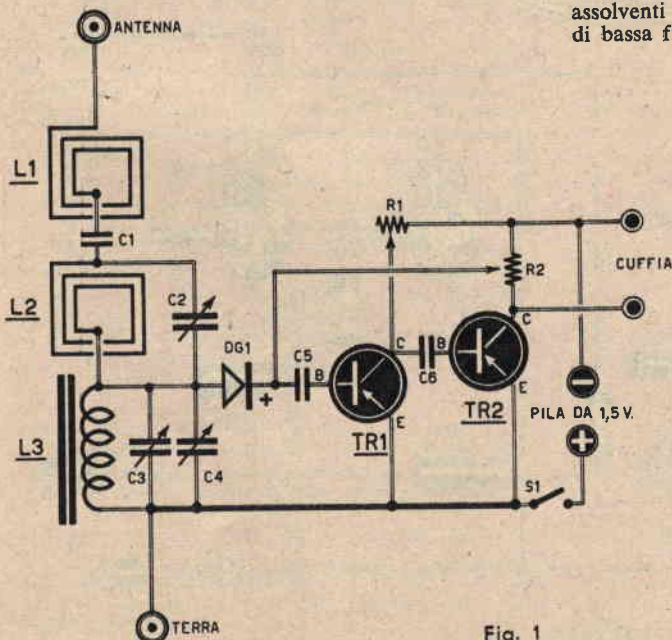 assolventi
di bassa f
ANTENNA
L1
C1
L2
C2
R1
R2
CUFFIA
DG1
+
C5
B
C
E
TR1
C6
B
C
E
TR2
−
PILA DA 1,5 V.
+
L3
C3
C4
S1
TERRA
Fig. 1